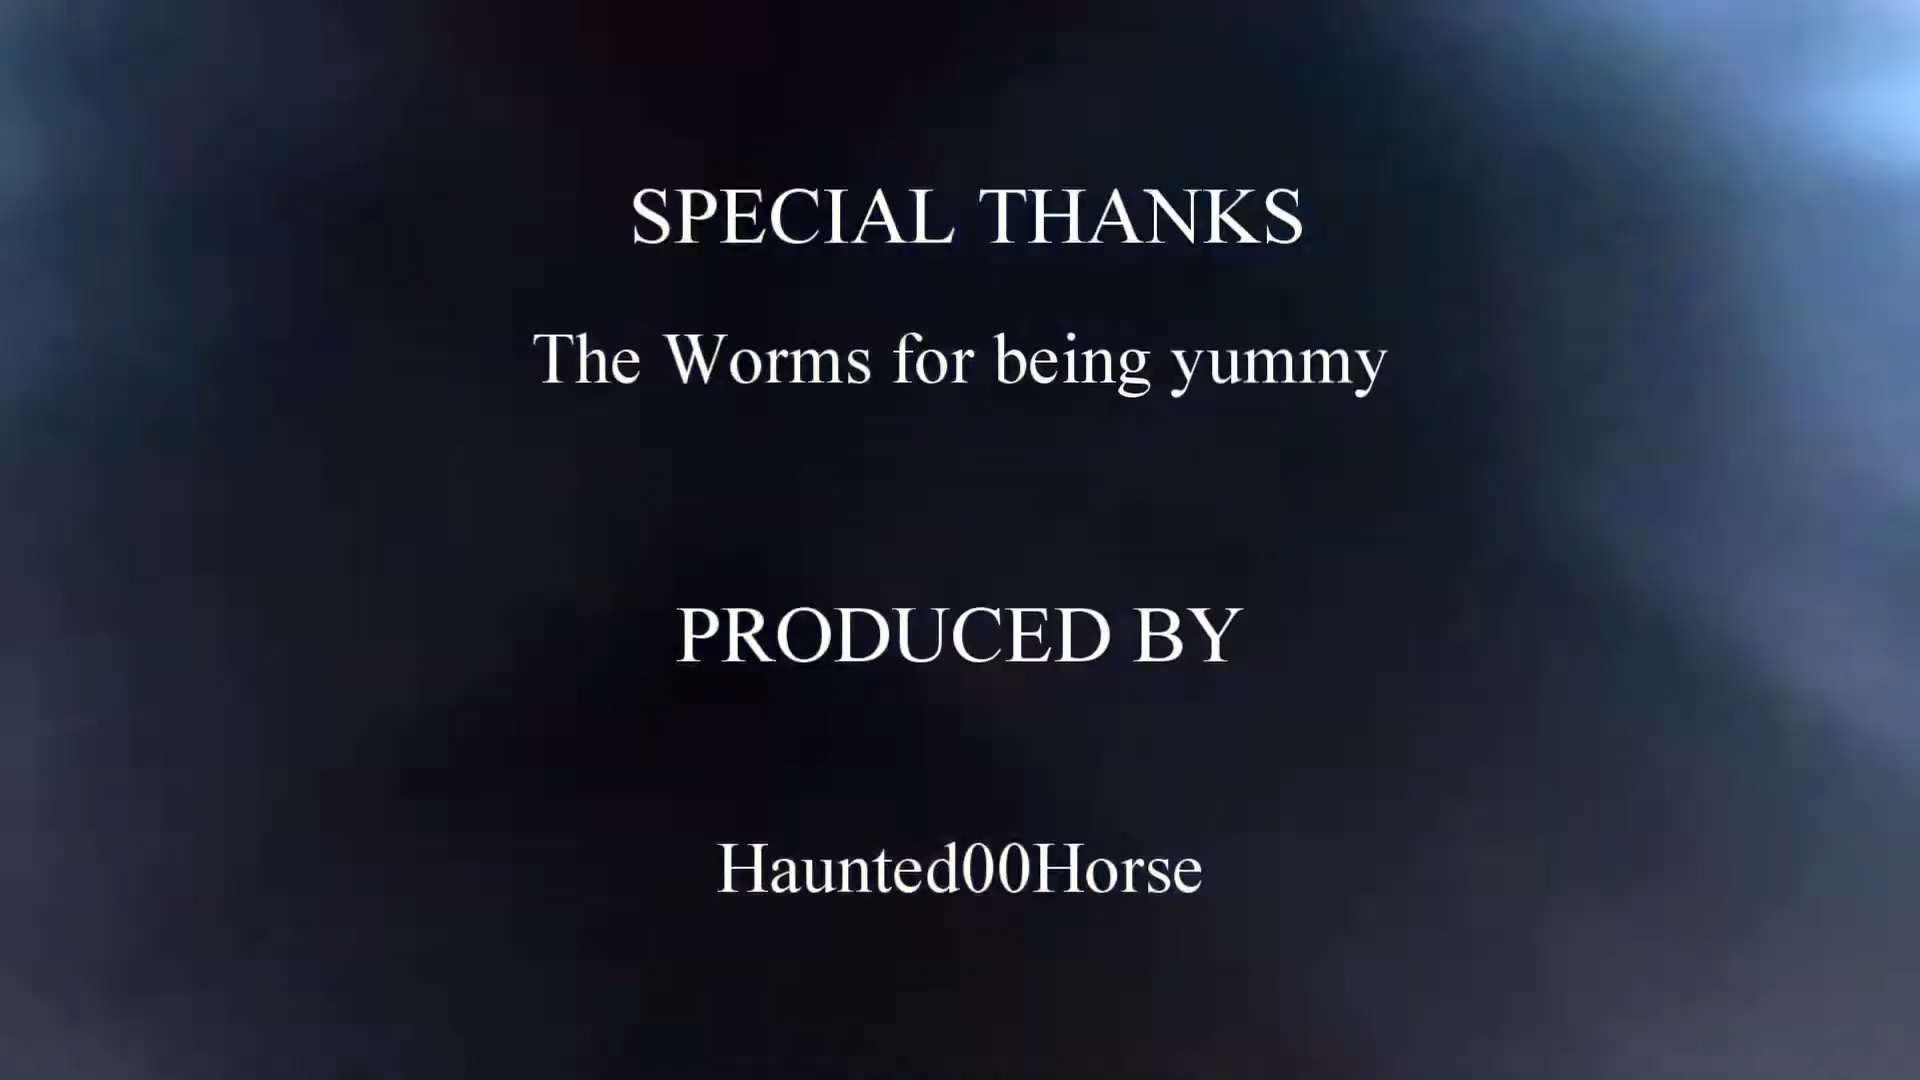 SPECIAL THANKS
The Worms for being yummy
PRODUCED BY
Haunted00Horse